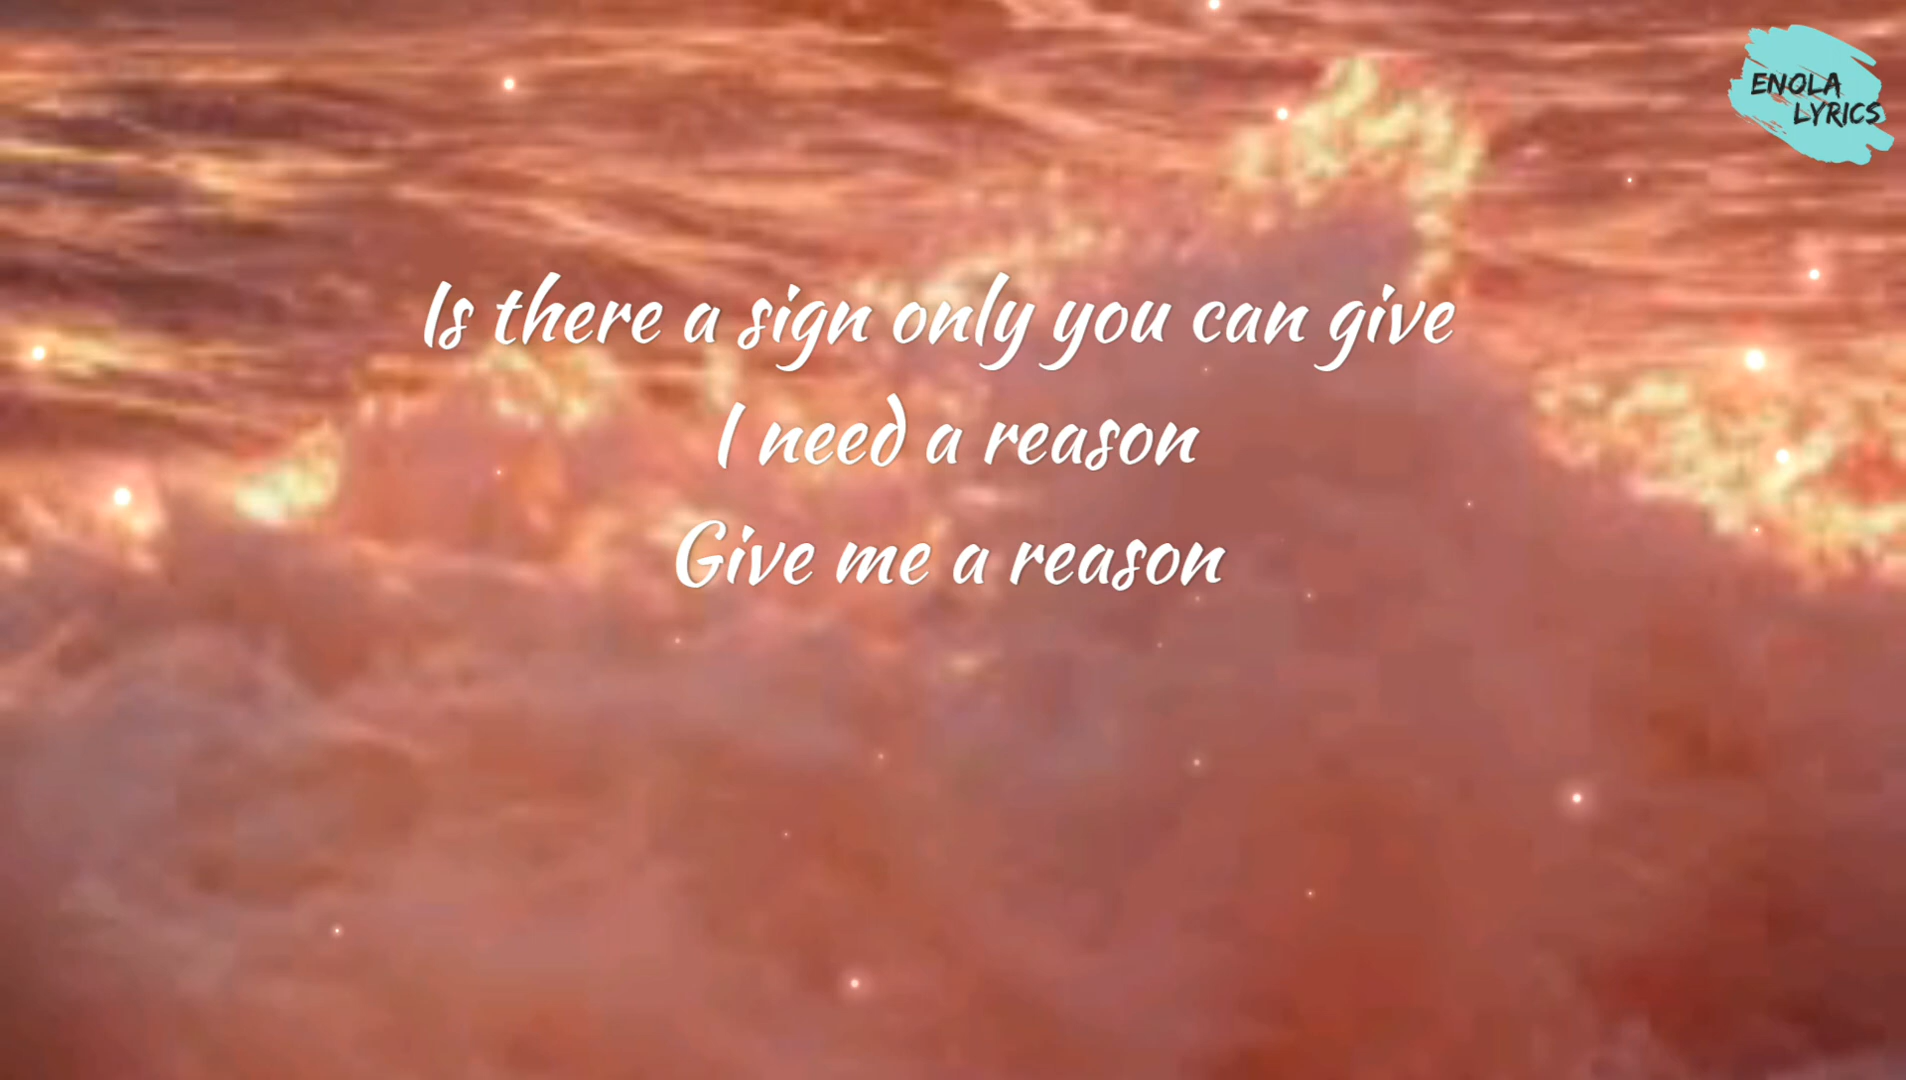 ENOLA
LYRICS
Is there a sign only you can give
I need a reason
Give me a reason